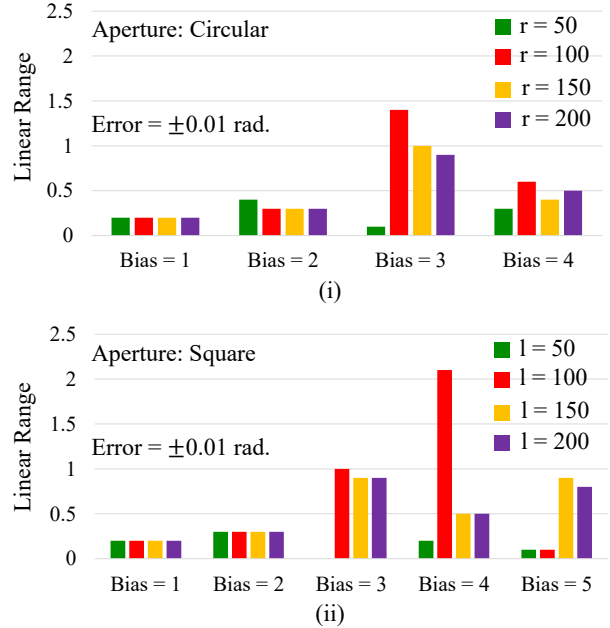 2.5
Aperture: Circular
r = 50
2
r = 100
1.5
r = 150
Error = ±0.01 rad.
r = 200
1
0.5
0
Linear Range
Bias = 1
Bias = 2
Bias = 3
Bias = 4
(i)
2.5
Aperture: Square
l = 50
2
l = 100
1.5
l = 150
Error = ±0.01 rad.
l = 200
1
0.5
0
Linear Range
Bias = 1
Bias = 2
Bias = 3
Bias = 4
Bias = 5
(ii)